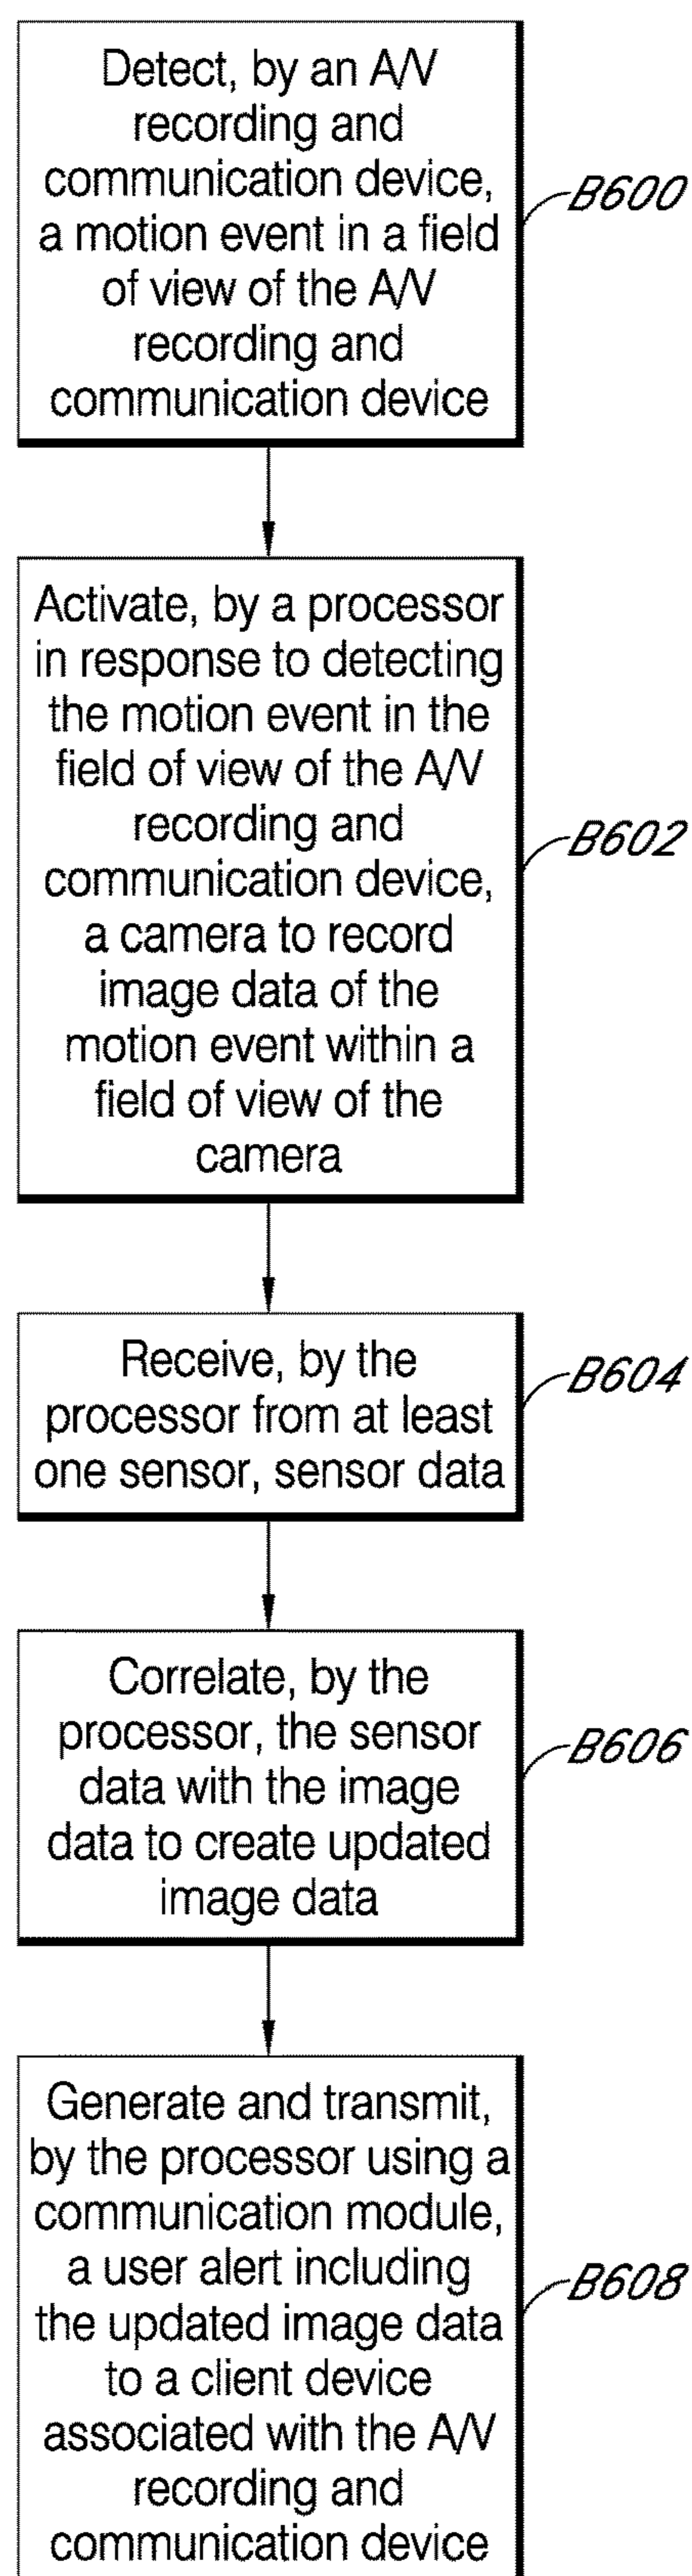 Detect, by an A/V
recording and
communication device,
a motion event in a field
of view of the A/V
recording and
communication device
B600
Activate, by a processor
in response to detecting
the motion event in the
field of view of the A/V
recording and
communication device,
a camera to record
image data of the
motion event within a
field of view of the
camera
B602
Receive, by the
processor from at least
one sensor, sensor data
B604
Correlate, by the
processor, the sensor
data with the image
data to create updated
image data
B606
Generate and transmit,
by the processor using a
communication module,
a user alert including
the updated image data
to a client device
associated with the A/V
recording and
communication device
B608